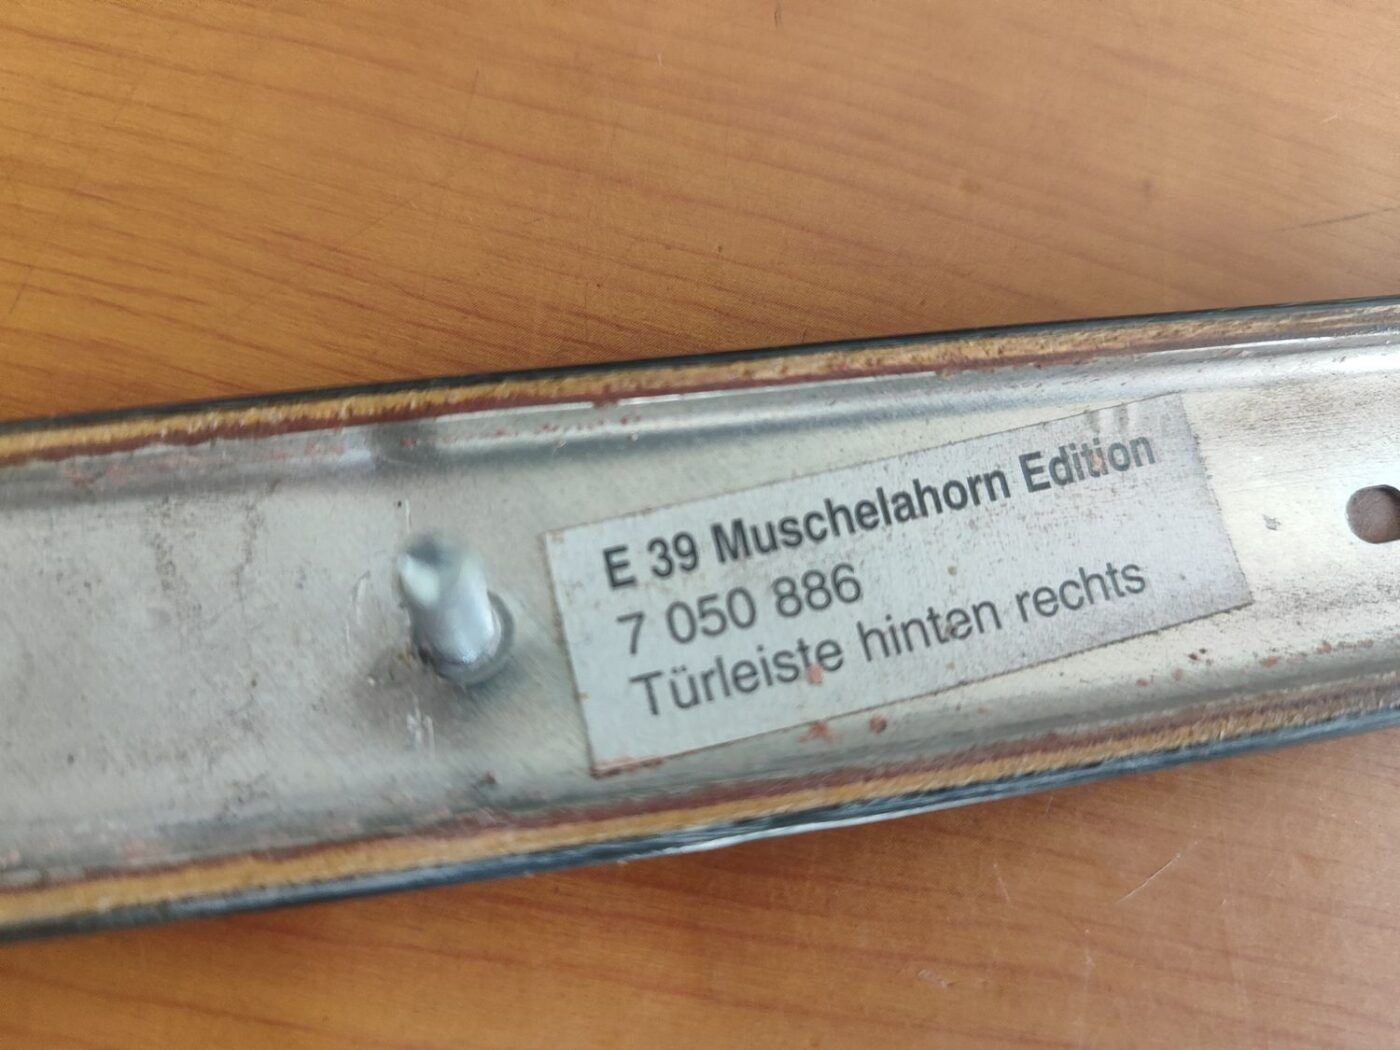 E 39 Muschelahorn Edition
7 050 886
Türleiste hinten rechts